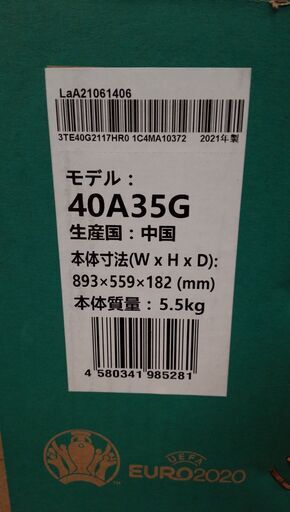 LaA21061406
3TE40G2117HR0 1C4MA10372 2021年製
モデル：
40A35G
生産国：中国
本体寸法(W x H x D):
893×559×182 (mm)
本体質量：5.5kg
4 580341 985281
UEFA
EURO2020